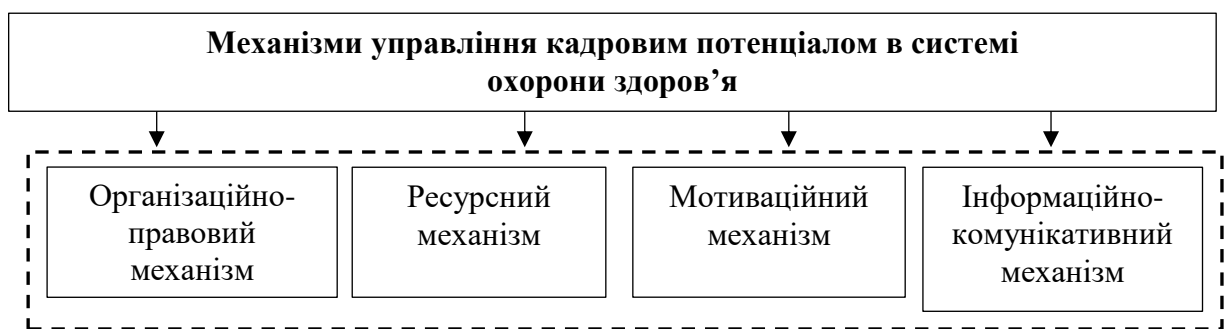 Механізми управління кадровим потенціалом в системі
охорони здоров’я
Організаційно-
правовий
механізм
Ресурсний
механізм
Мотиваційний
механізм
Інформаційно-
комунікативний
механізм